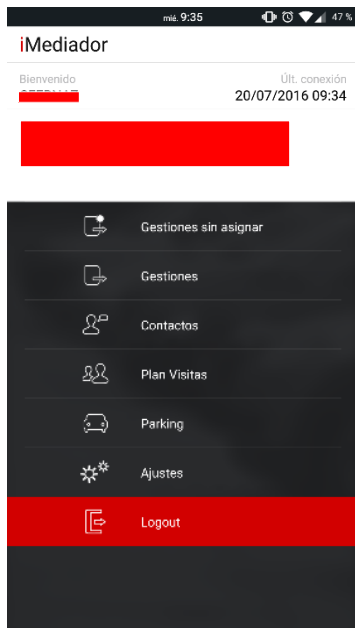 mié. 9:35 47 %
iMediador
Bienvenido Últ. conexión
20/07/2016 09:34
Gestiones sin asignar
Gestiones
Contactos
Plan Visitas
Parking
Ajustes
Logout